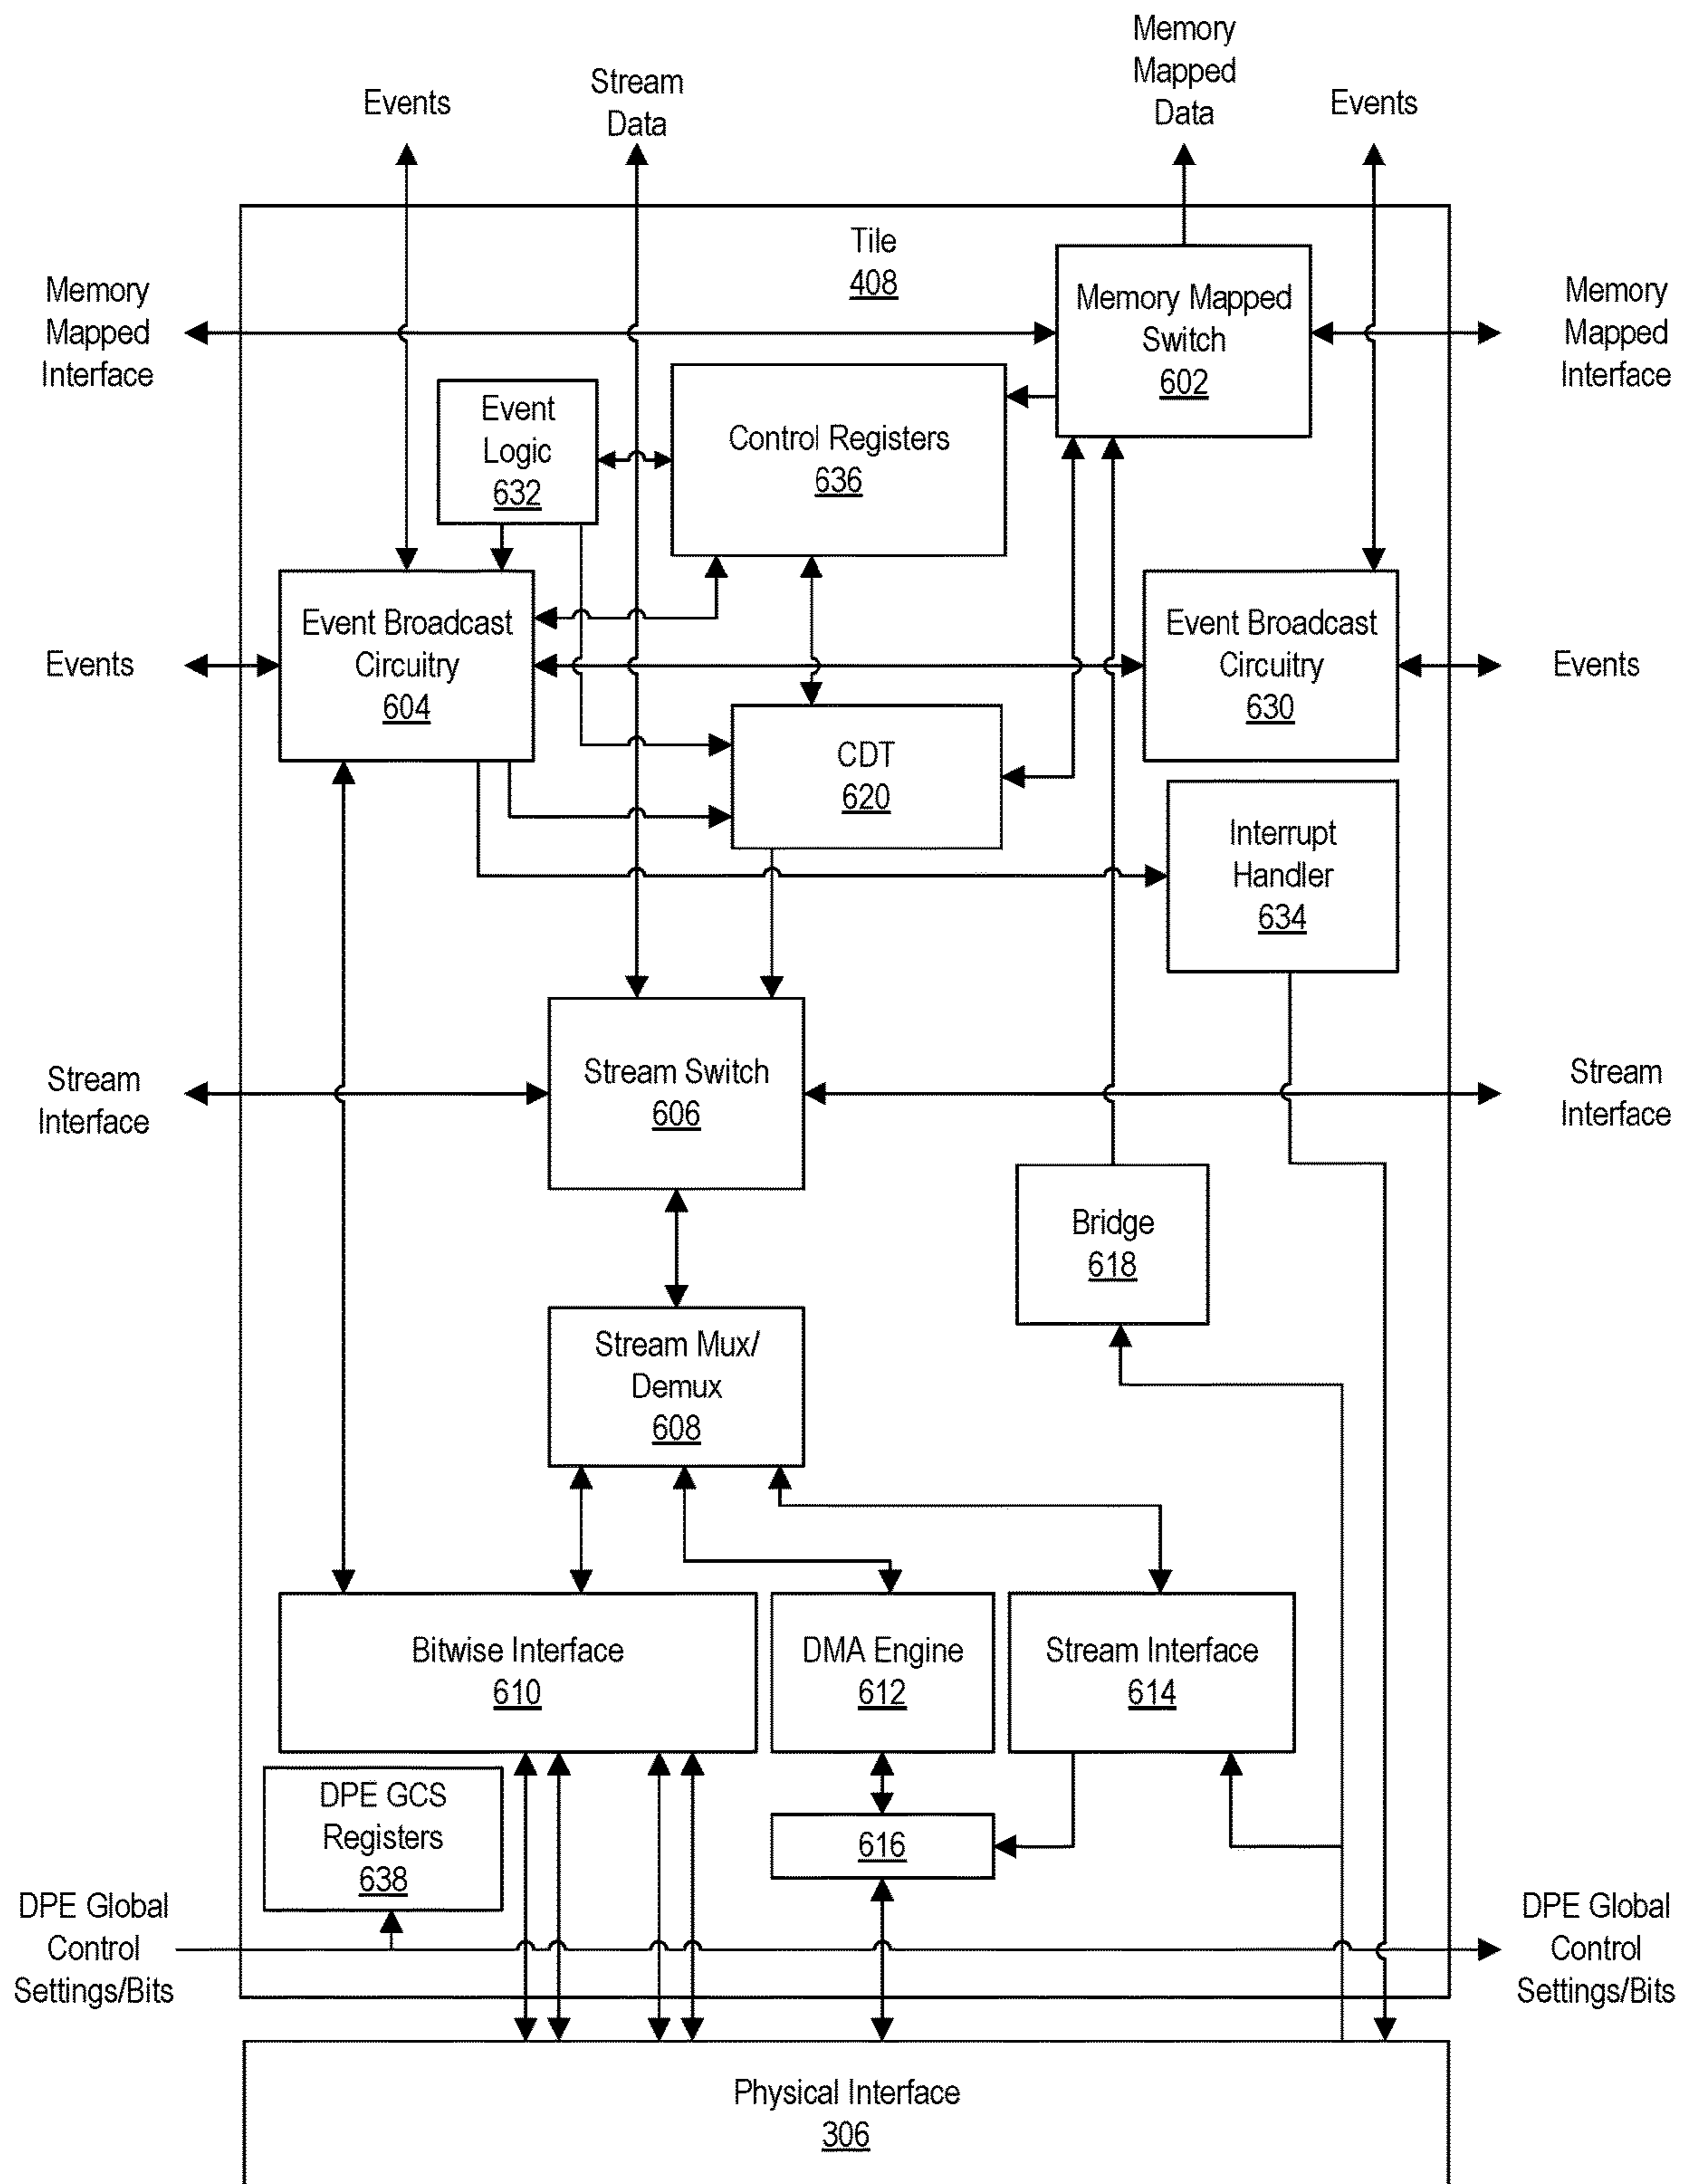 Memory
Mapped
Data
Events
Stream
Data
Events
Tile
408
Memory
Mapped
Interface
Memory Mapped
Switch
602
Memory
Mapped
Interface
Event
Logic
632
Control Registers
636
Events
Event Broadcast
Circuitry
604
Event Broadcast
Circuitry
630
Events
CDT
620
Interrupt
Handler
634
Stream
Interface
Stream Switch
606
Stream
Interface
Bridge
618
Stream Mux/
Demux
608
Bitwise Interface
610
DMA Engine
612
Stream Interface
614
DPE GCS
Registers
638
616
DPE Global
Control
Settings/Bits
DPE Global
Control
Settings/Bits
Physical Interface
306